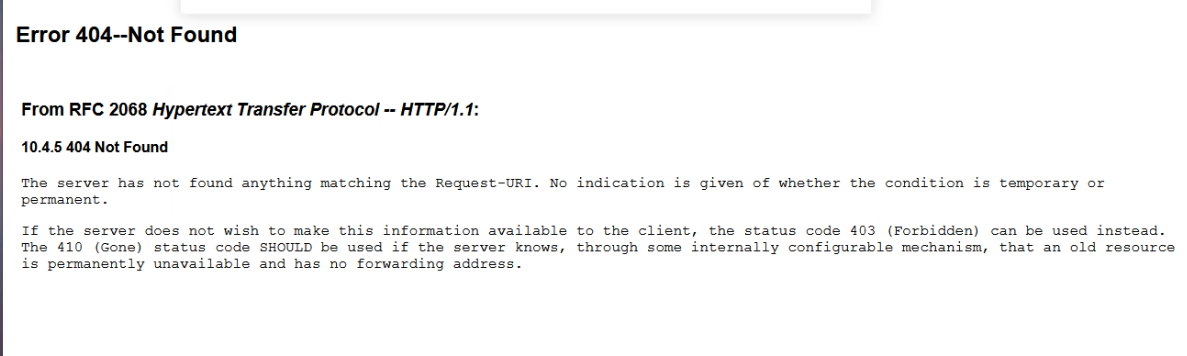 Error 404--Not Found
From RFC 2068 Hypertext Transfer Protocol -- HTTP/1.1:
10.4.5 404 Not Found
The server has not found anything matching the Request-URI. No indication is given of whether the condition is temporary or
permanent.
If the server does not wish to make this information available to the client, the status code 403 (Forbidden) can be used instead.
The 410 (Gone) status code SHOULD be used if the server knows, through some internally configurable mechanism, that an old resource
is permanently unavailable and has no forwarding address.